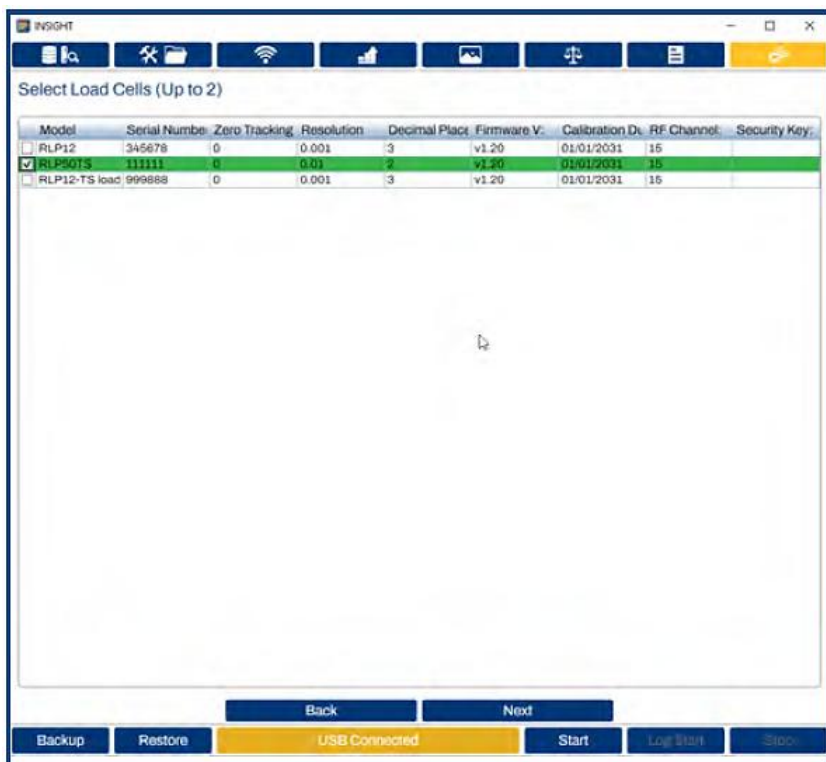 INSIGHT
Select Load Cells (Up to 2)
Model Serial Numbe Zero Tracking Resolution Decimal Place Firmware V: Calibration Du RF Channel: Security Key:
RLP12 345678 0 0.001 3 v1.20 01/01/2031 15
RLP50TS 111111 0 0.01 2 v1.20 01/01/2031 15
RLP12-TS load 999888 0 0.001 3 v1.20 01/01/2031 15
Back Next
Backup Restore USB Connected Start Log Start Stop